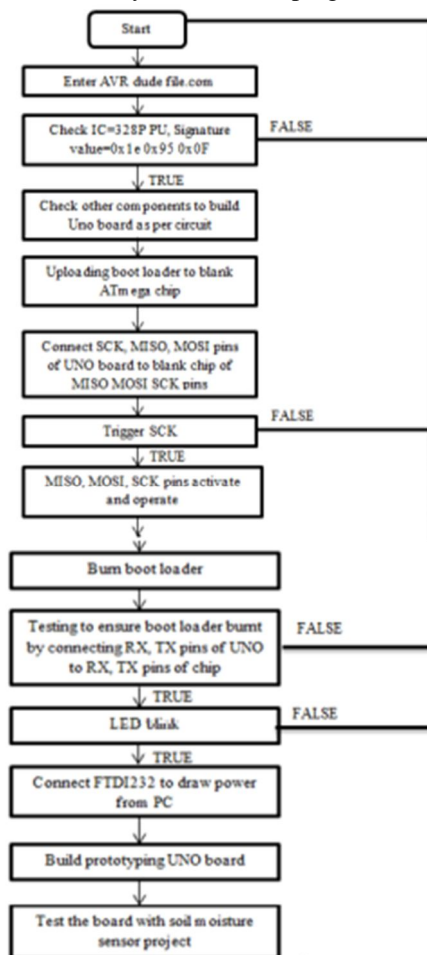 Start
Enter AVR dude file.com
Check IC=328P PU, Signature
value=0x1e 0x95 0x0F
FALSE
TRUE
Check other components to build
Uno board as per circuit
Uploading boot loader to blank
ATmega chip
Connect SCK, MISO, MOSI pins
of UNO board to blank chip of
MISO MOSI SCK pins
FALSE
Trigger SCK
TRUE
MISO, MOSI, SCK pins activate
and operate
Burn boot loader
Testing to ensure boot loader burnt
by connecting RX, TX pins of UNO
to RX, TX pins of chip
FALSE
TRUE
LED blink
FALSE
TRUE
Connect FTDI232 to draw power
from PC
Build prototyping UNO board
Test the board with soil moisture
sensor project